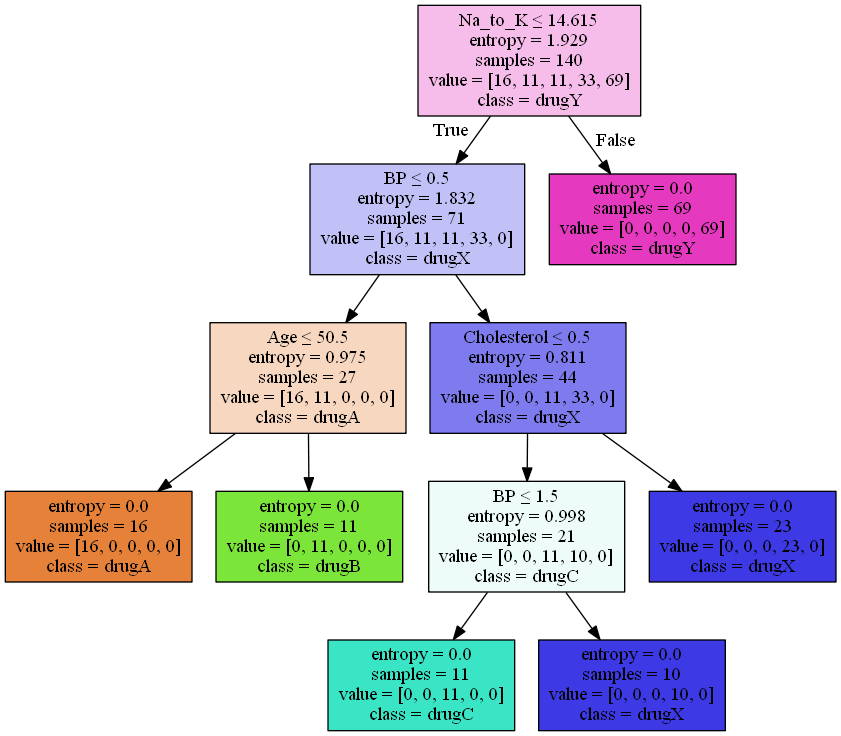 Na_to_K ≤ 14.615
entropy = 1.929
samples = 140
value = [16, 11, 11, 33, 69]
class = drugY
True
False
BP ≤ 0.5
entropy = 1.832
samples = 71
value = [16, 11, 11, 33, 0]
class = drugX
entropy = 0.0
samples = 69
value = [0, 0, 0, 0, 69]
class = drugY
Age ≤ 50.5
entropy = 0.975
samples = 27
value = [16, 11, 0, 0, 0]
class = drugA
Cholesterol ≤ 0.5
entropy = 0.811
samples = 44
value = [0, 0, 11, 33, 0]
class = drugX
entropy = 0.0
samples = 16
value = [16, 0, 0, 0, 0]
class = drugA
entropy = 0.0
samples = 11
value = [0, 11, 0, 0, 0]
class = drugB
BP ≤ 1.5
entropy = 0.998
samples = 21
value = [0, 0, 11, 10, 0]
class = drugC
entropy = 0.0
samples = 23
value = [0, 0, 0, 23, 0]
class = drugX
entropy = 0.0
samples = 11
value = [0, 0, 11, 0, 0]
class = drugC
entropy = 0.0
samples = 10
value = [0, 0, 0, 10, 0]
class = drugX